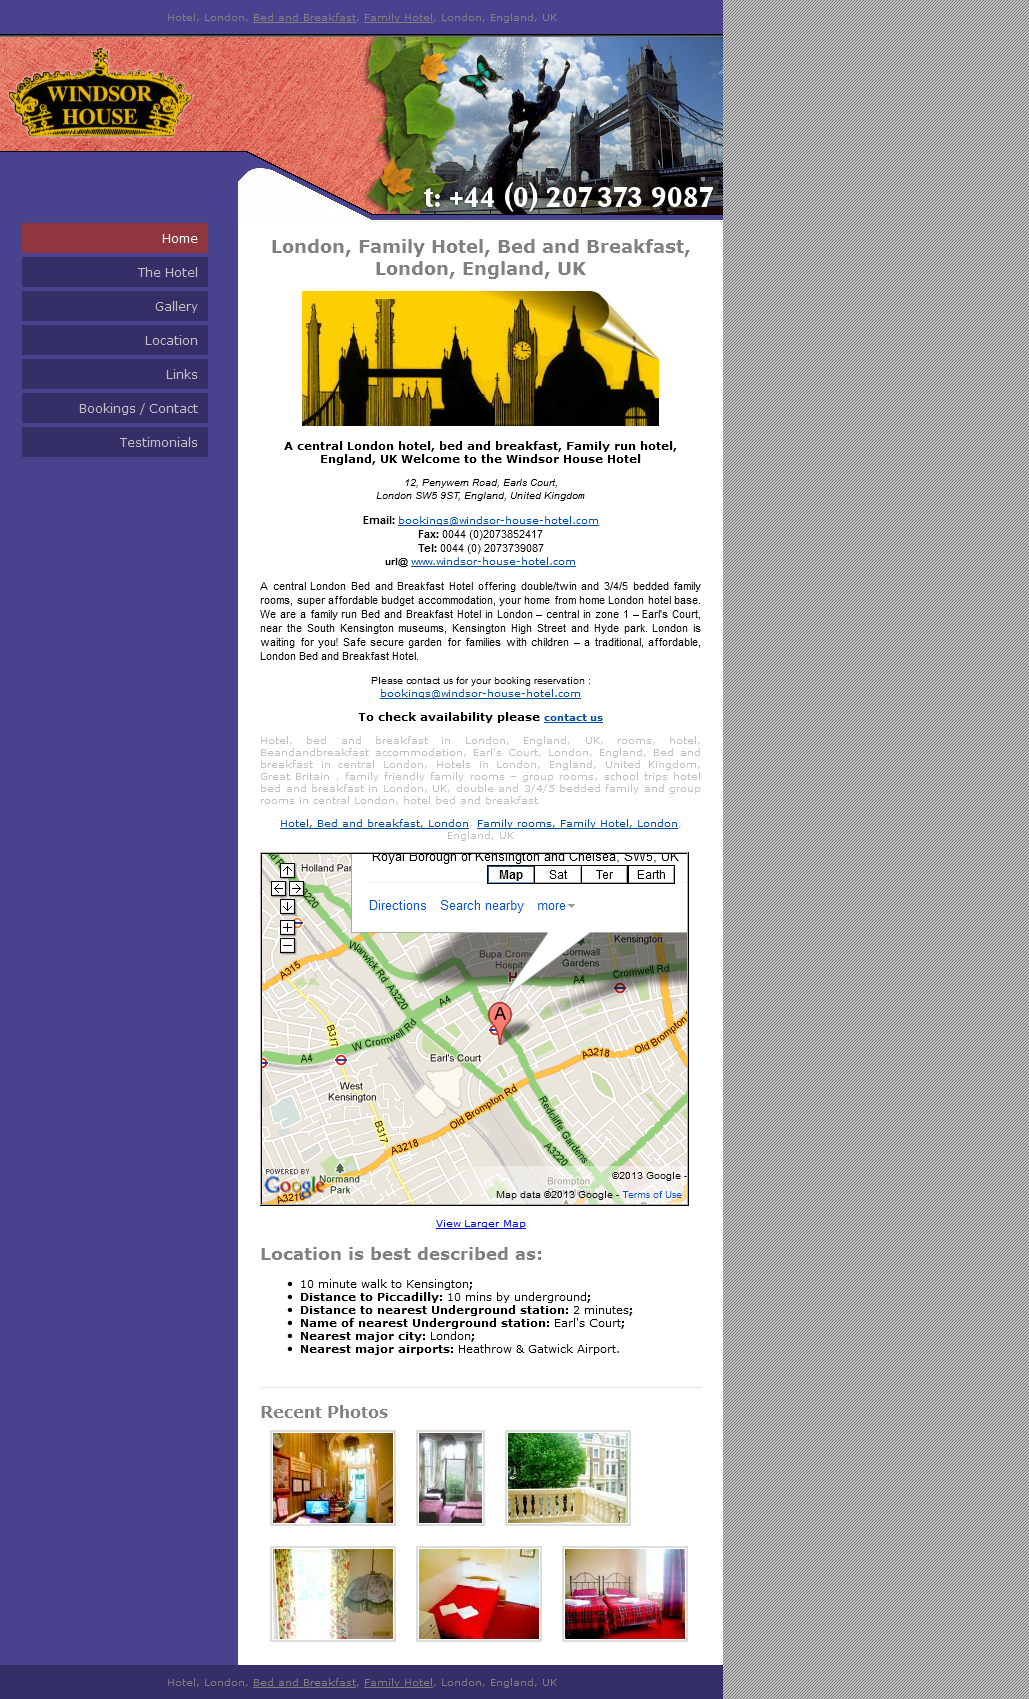 Hotel, London, Bed and Breakfast, Family Hotel, London, England, UK
WINDSOR
HOUSE
t: +44 (0) 207 373 9087
Home
The Hotel
Gallery
Location
Links
Bookings / Contact
Testimonials
London, Family Hotel, Bed and Breakfast,
London, England, UK
A central London hotel, bed and breakfast, Family run hotel,
England, UK Welcome to the Windsor House Hotel
12, Penywern Road, Earls Court,
London SW5 9ST, England, United Kingdom
Email: bookings@windsor-house-hotel.com
Fax: 0044 (0)2073852417
Tel: 0044 (0) 2073739087
url@ www.windsor-house-hotel.com
A central London Bed and Breakfast Hotel offering double/twin and 3/4/5 bedded family
rooms, super affordable budget accommodation, your home from home London hotel base.
We are a family run Bed and Breakfast Hotel in London – central in zone 1 – Earl's Court,
near the South Kensington museums, Kensington High Street and Hyde park. London is
waiting for you! Safe secure garden for families with children – a traditional, affordable,
London Bed and Breakfast Hotel.
Please contact us for your booking reservation :
bookings@windsor-house-hotel.com
To check availability please contact us
Hotel, bed and breakfast in London, England, UK, rooms, hotel,
Beandandbreakfast accommodation, Earl's Court, London, England, Bed and
breakfast in central London, Hotels in London, England, United Kingdom,
Great Britain , family friendly family rooms – group rooms, school trips hotel
bed and breakfast in London, UK, double and 3/4/5 bedded family and group
rooms in central London, hotel bed and breakfast
Hotel, Bed and breakfast, London, Family rooms, Family Hotel, London,
England, UK
Royal Borough of Kensington and Chelsea, SW5, UK
Holland Par
Map Sat Ter Earth
A3220
Directions Search nearby more
Kensington
Warwick Rd
Bupa Cromw
Hospita
Cornwall
Gardens
H
A315
A3220
A4
A4
Cromwell Rd
A
B317
W Cromwell Rd
Old Brompton
A4
Earl's Court
A3218
West
Kensington
Old Brompton Rd
Redcliffe Gardens
B317
A3218
A3220
POWERED BY
Google
Normand
Park
A3218
Brompton
©2013 Google -
Map data ©2013 Google - Terms of Use
View Larger Map
Location is best described as:
• 10 minute walk to Kensington;
• Distance to Piccadilly: 10 mins by underground;
• Distance to nearest Underground station: 2 minutes;
• Name of nearest Underground station: Earl's Court;
• Nearest major city: London;
• Nearest major airports: Heathrow & Gatwick Airport.
Recent Photos
Hotel, London, Bed and Breakfast, Family Hotel, London, England, UK